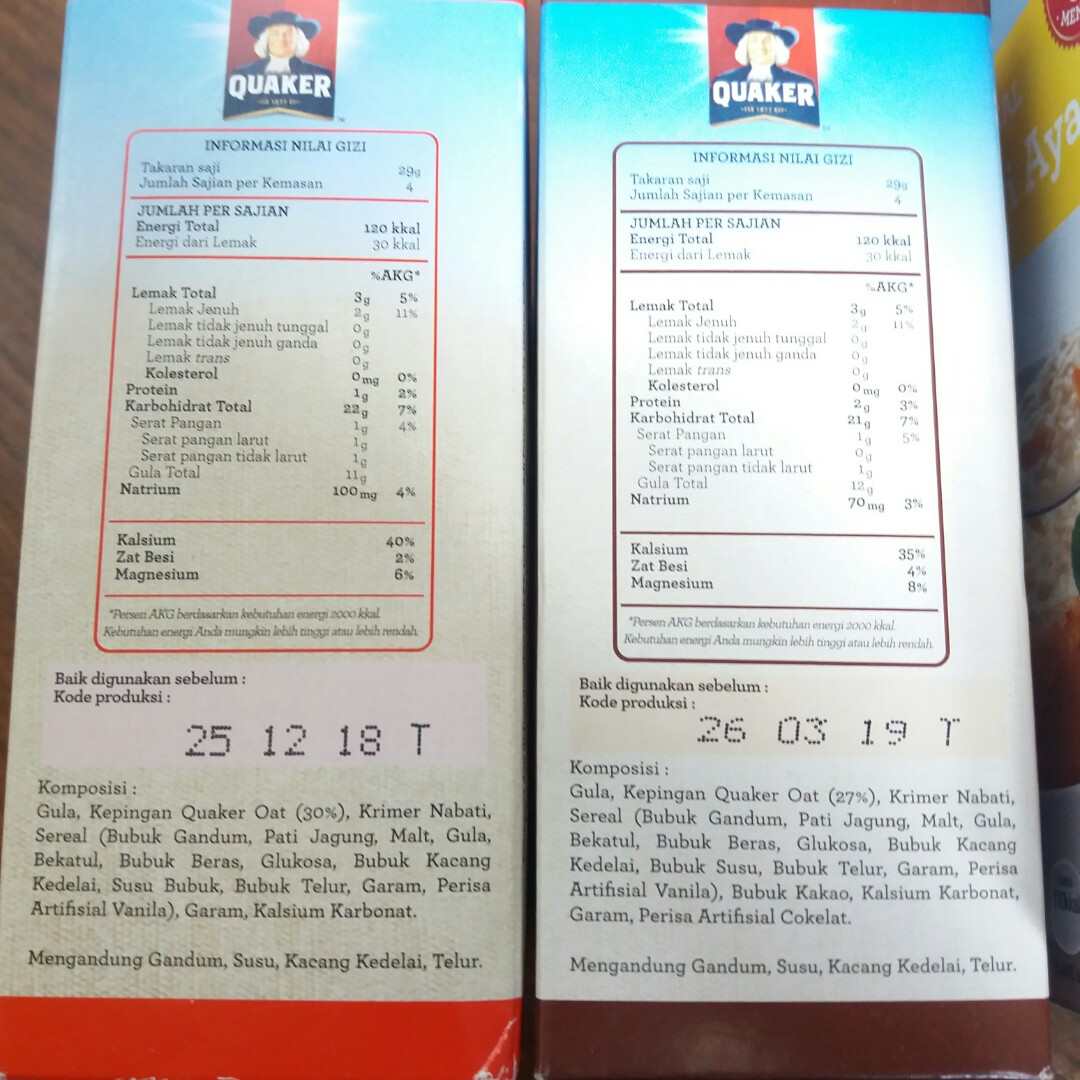 QUAKER
INFORMASI NILAI GIZI
Takaran saji 29g
Jumlah Sajian per Kemasan 4
JUMLAH PER SAJIAN
Energi Total 120 kkal
Energi dari Lemak 30 kkal
%AKG*
Lemak Total 3g 5%
Lemak Jenuh 2g 11%
Lemak tidak jenuh tunggal 0g
Lemak tidak jenuh ganda 0g
Lemak trans 0g
Kolesterol 0mg 0%
Protein 1g 2%
Karbohidrat Total 22g 7%
Serat Pangan 1g 4%
Serat pangan larut 1g
Serat pangan tidak larut 1g
Gula Total 11g
Natrium 100mg 4%
Kalsium 40%
Zat Besi 2%
Magnesium 6%
*Persen AKG berdasarkan kebutuhan energi 2000 kkal.
Kebutuhan energi Anda mungkin lebih tinggi atau lebih rendah.
Baik digunakan sebelum :
Kode produksi :
25 12 18 T
Komposisi :
Gula, Kepingan Quaker Oat (30%), Krimer Nabati,
Sereal (Bubuk Gandum, Pati Jagung, Malt, Gula,
Bekatul, Bubuk Beras, Glukosa, Bubuk Kacang
Kedelai, Susu Bubuk, Bubuk Telur, Garam, Perisa
Artifisial Vanila), Garam, Kalsium Karbonat.
Mengandung Gandum, Susu, Kacang Kedelai, Telur.
QUAKER
INFORMASI NILAI GIZI
Takaran saji 29g
Jumlah Sajian per Kemasan 4
JUMLAH PER SAJIAN
Energi Total 120 kkal
Energi dari Lemak 30 kkal
%AKG*
Lemak Total 3g 5%
Lemak Jenuh 2g 11%
Lemak tidak jenuh tunggal 0g
Lemak tidak jenuh ganda 0g
Lemak trans 0g
Kolesterol 0mg 0%
Protein 2g 3%
Karbohidrat Total 21g 7%
Serat Pangan 1g 5%
Serat pangan larut 0g
Serat pangan tidak larut 1g
Gula Total 12g
Natrium 70mg 3%
Kalsium 35%
Zat Besi 4%
Magnesium 8%
*Persen AKG berdasarkan kebutuhan energi 2000 kkal.
Kebutuhan energi Anda mungkin lebih tinggi atau lebih rendah.
Baik digunakan sebelum :
Kode produksi :
26 03 19 T
Komposisi :
Gula, Kepingan Quaker Oat (27%), Krimer Nabati,
Sereal (Bubuk Gandum, Pati Jagung, Malt, Gula,
Bekatul, Bubuk Beras, Glukosa, Bubuk Kacang
Kedelai, Bubuk Susu, Bubuk Telur, Garam, Perisa
Artifisial Vanila), Bubuk Kakao, Kalsium Karbonat,
Garam, Perisa Artifisial Cokelat.
Mengandung Gandum, Susu, Kacang Kedelai, Telur.